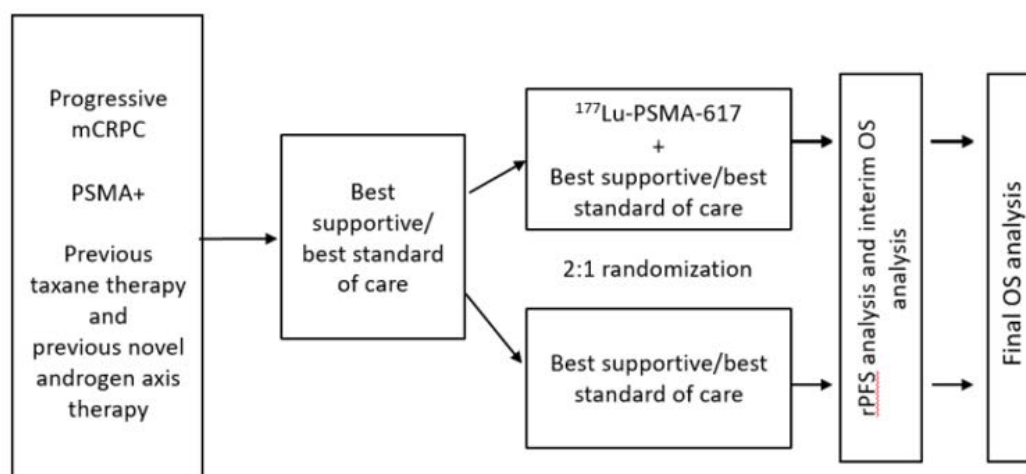 Progressive
mCRPC
PSMA+
Previous
taxane therapy
and
previous novel
androgen axis
therapy
Best
supportive/
best standard
of care
¹⁷⁷Lu-PSMA-617
+
Best supportive/best
standard of care
2:1 randomization
Best supportive/best
standard of care
rPFS analysis and interim OS
analysis
Final OS analysis